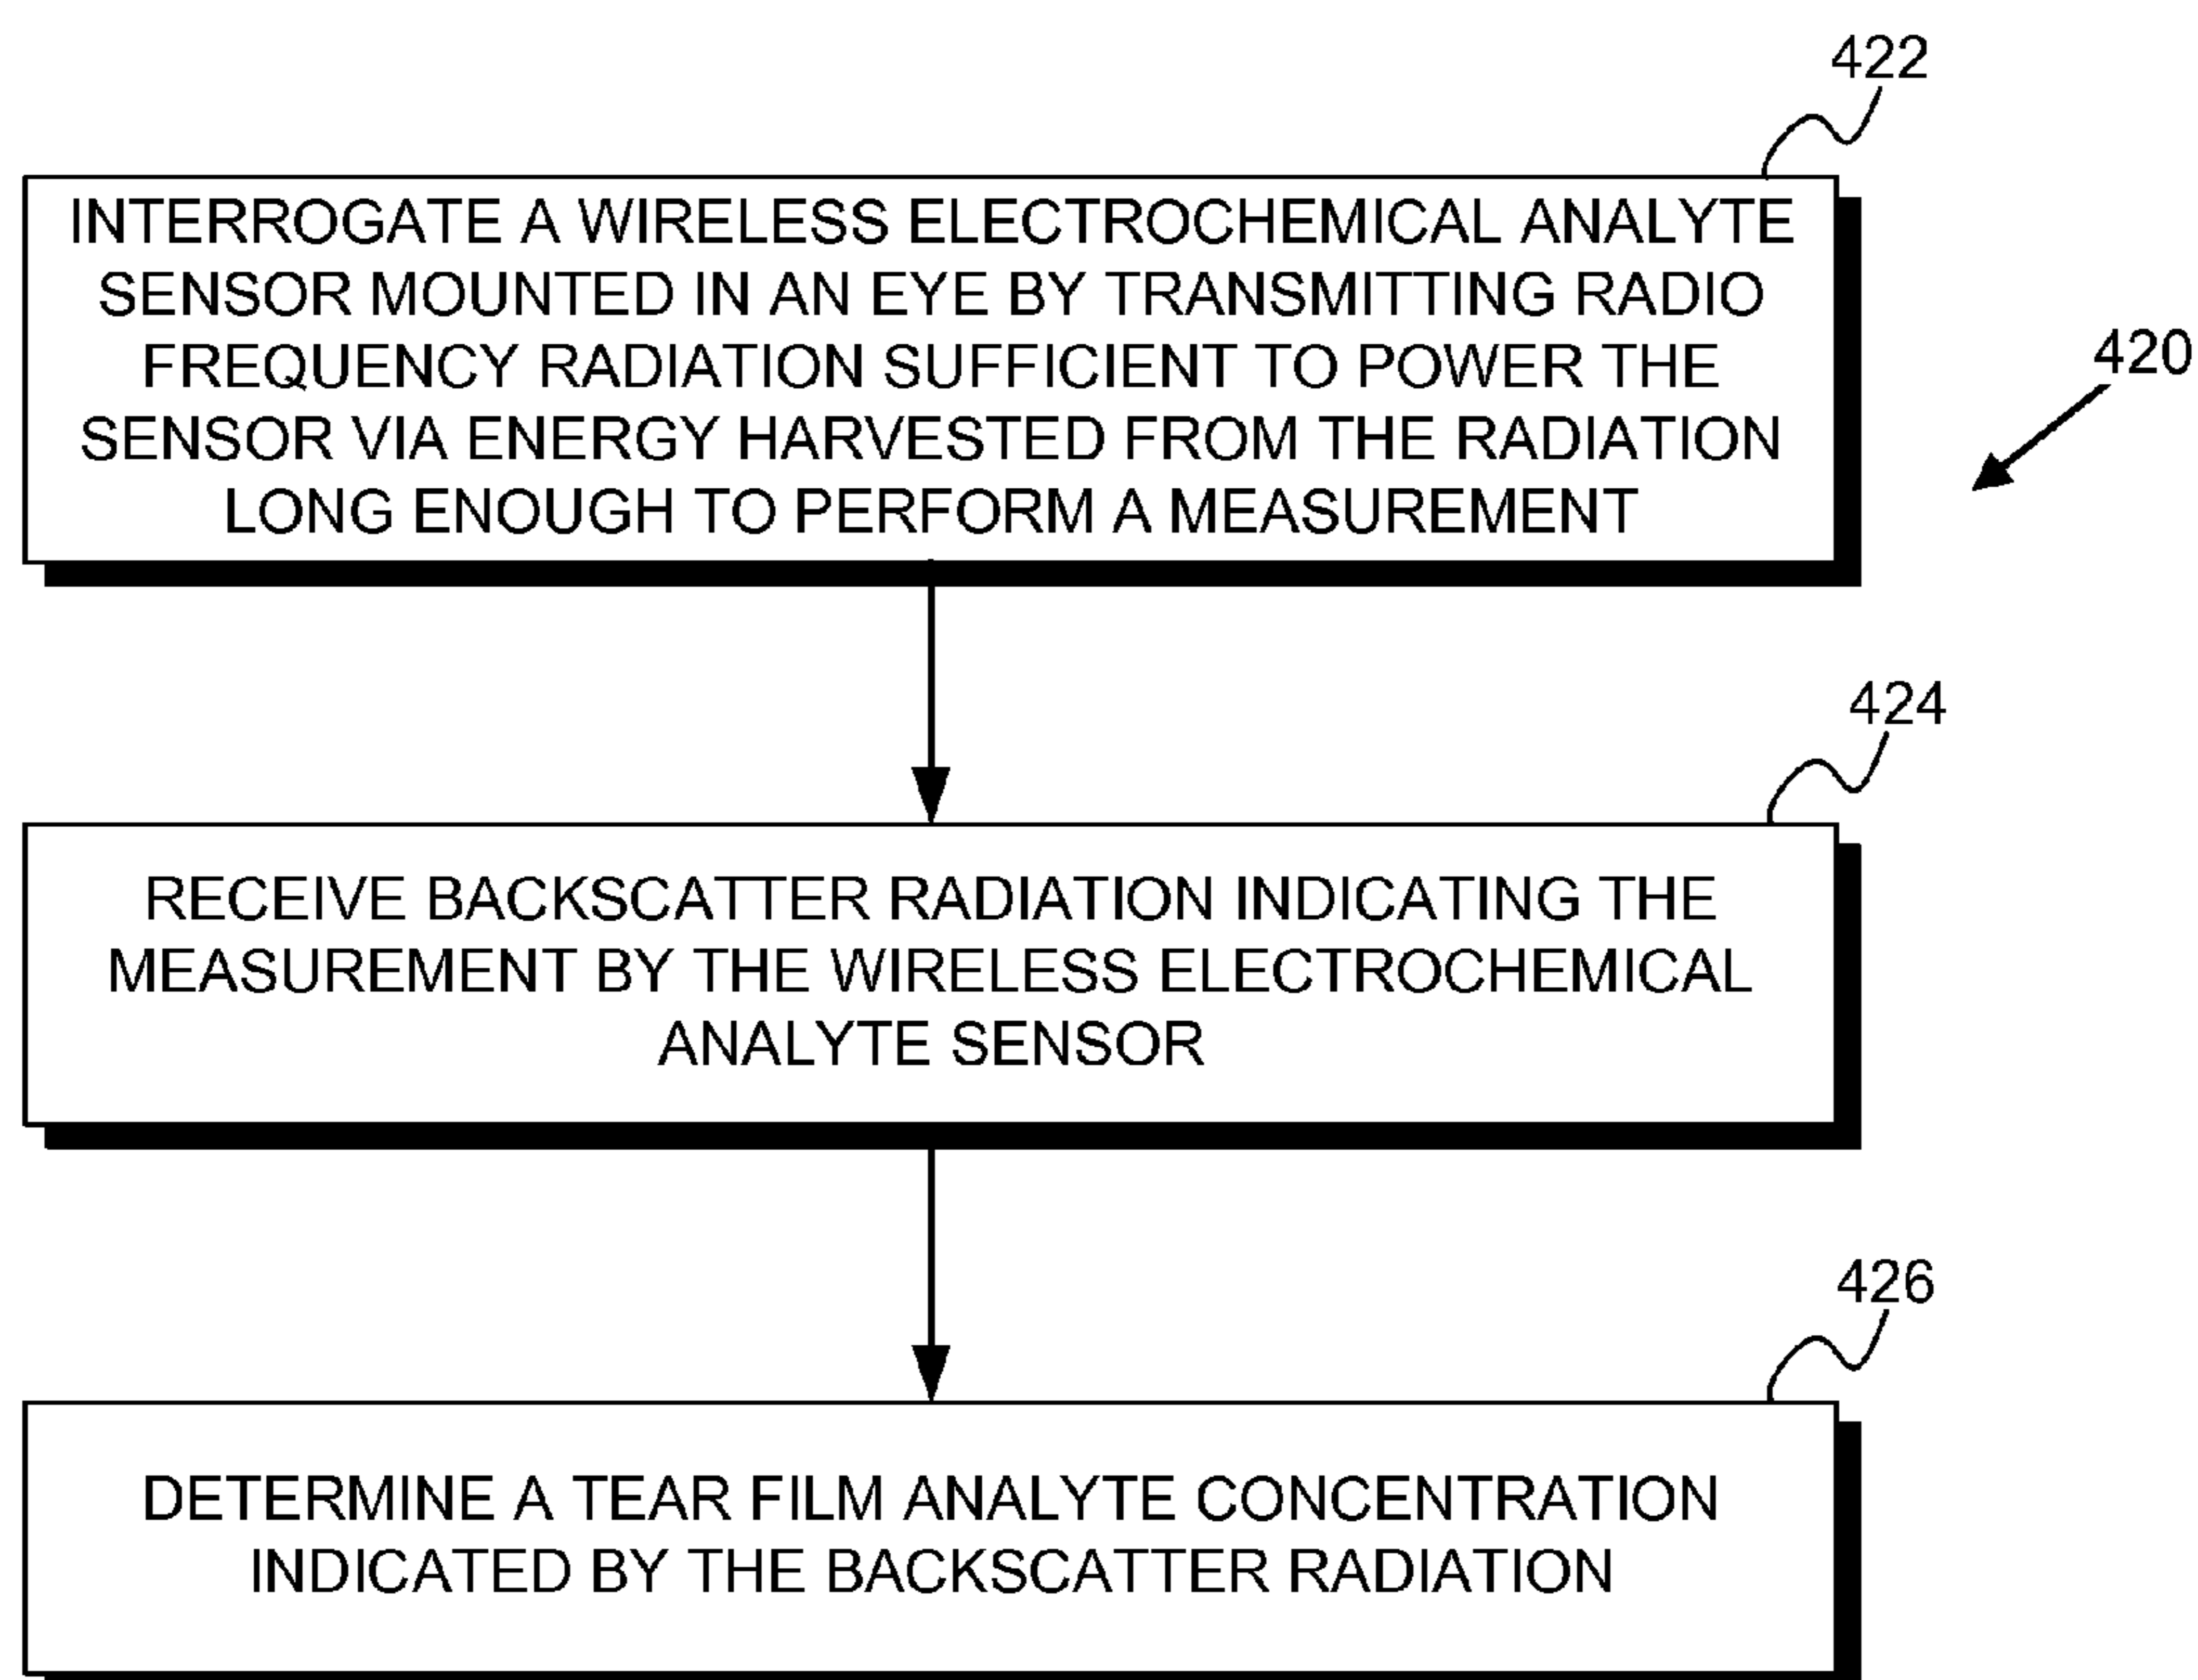 422
INTERROGATE A WIRELESS ELECTROCHEMICAL ANALYTE
SENSOR MOUNTED IN AN EYE BY TRANSMITTING RADIO
FREQUENCY RADIATION SUFFICIENT TO POWER THE
SENSOR VIA ENERGY HARVESTED FROM THE RADIATION
LONG ENOUGH TO PERFORM A MEASUREMENT
420
424
RECEIVE BACKSCATTER RADIATION INDICATING THE
MEASUREMENT BY THE WIRELESS ELECTROCHEMICAL
ANALYTE SENSOR
426
DETERMINE A TEAR FILM ANALYTE CONCENTRATION
INDICATED BY THE BACKSCATTER RADIATION